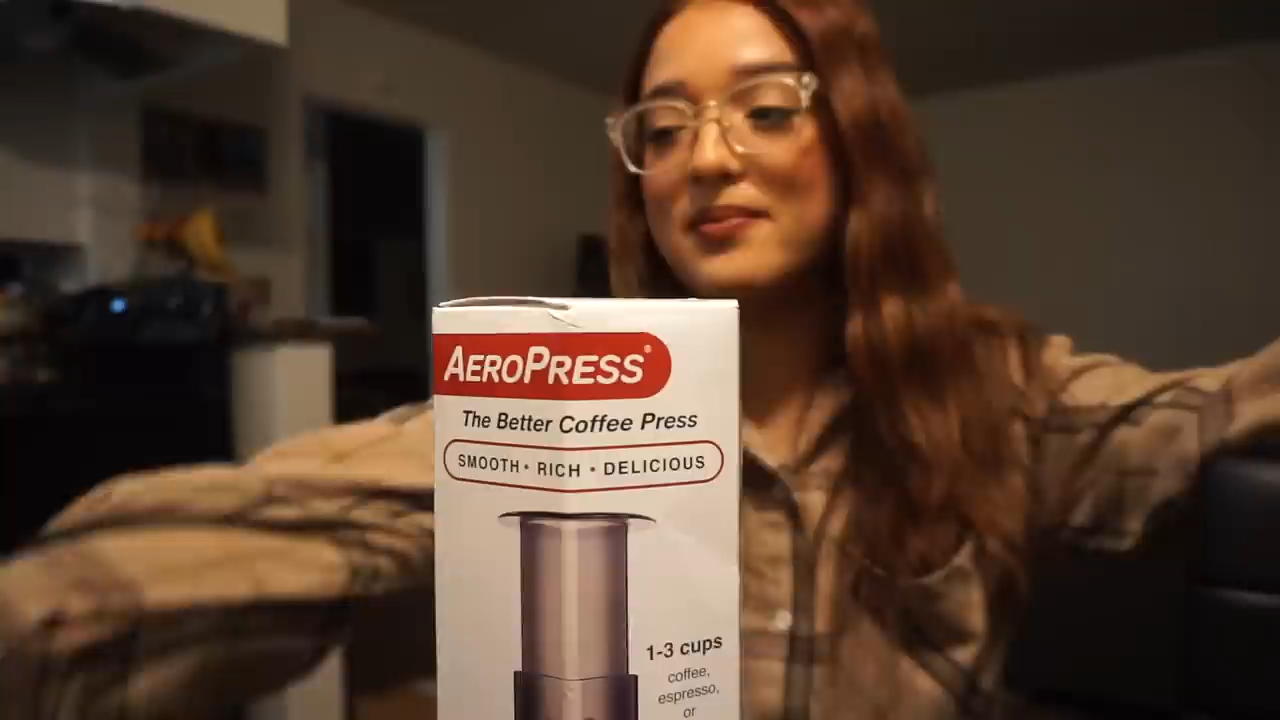 AEROPRESS®
The Better Coffee Press
SMOOTH • RICH • DELICIOUS
1-3 cups
coffee,
espresso,
or